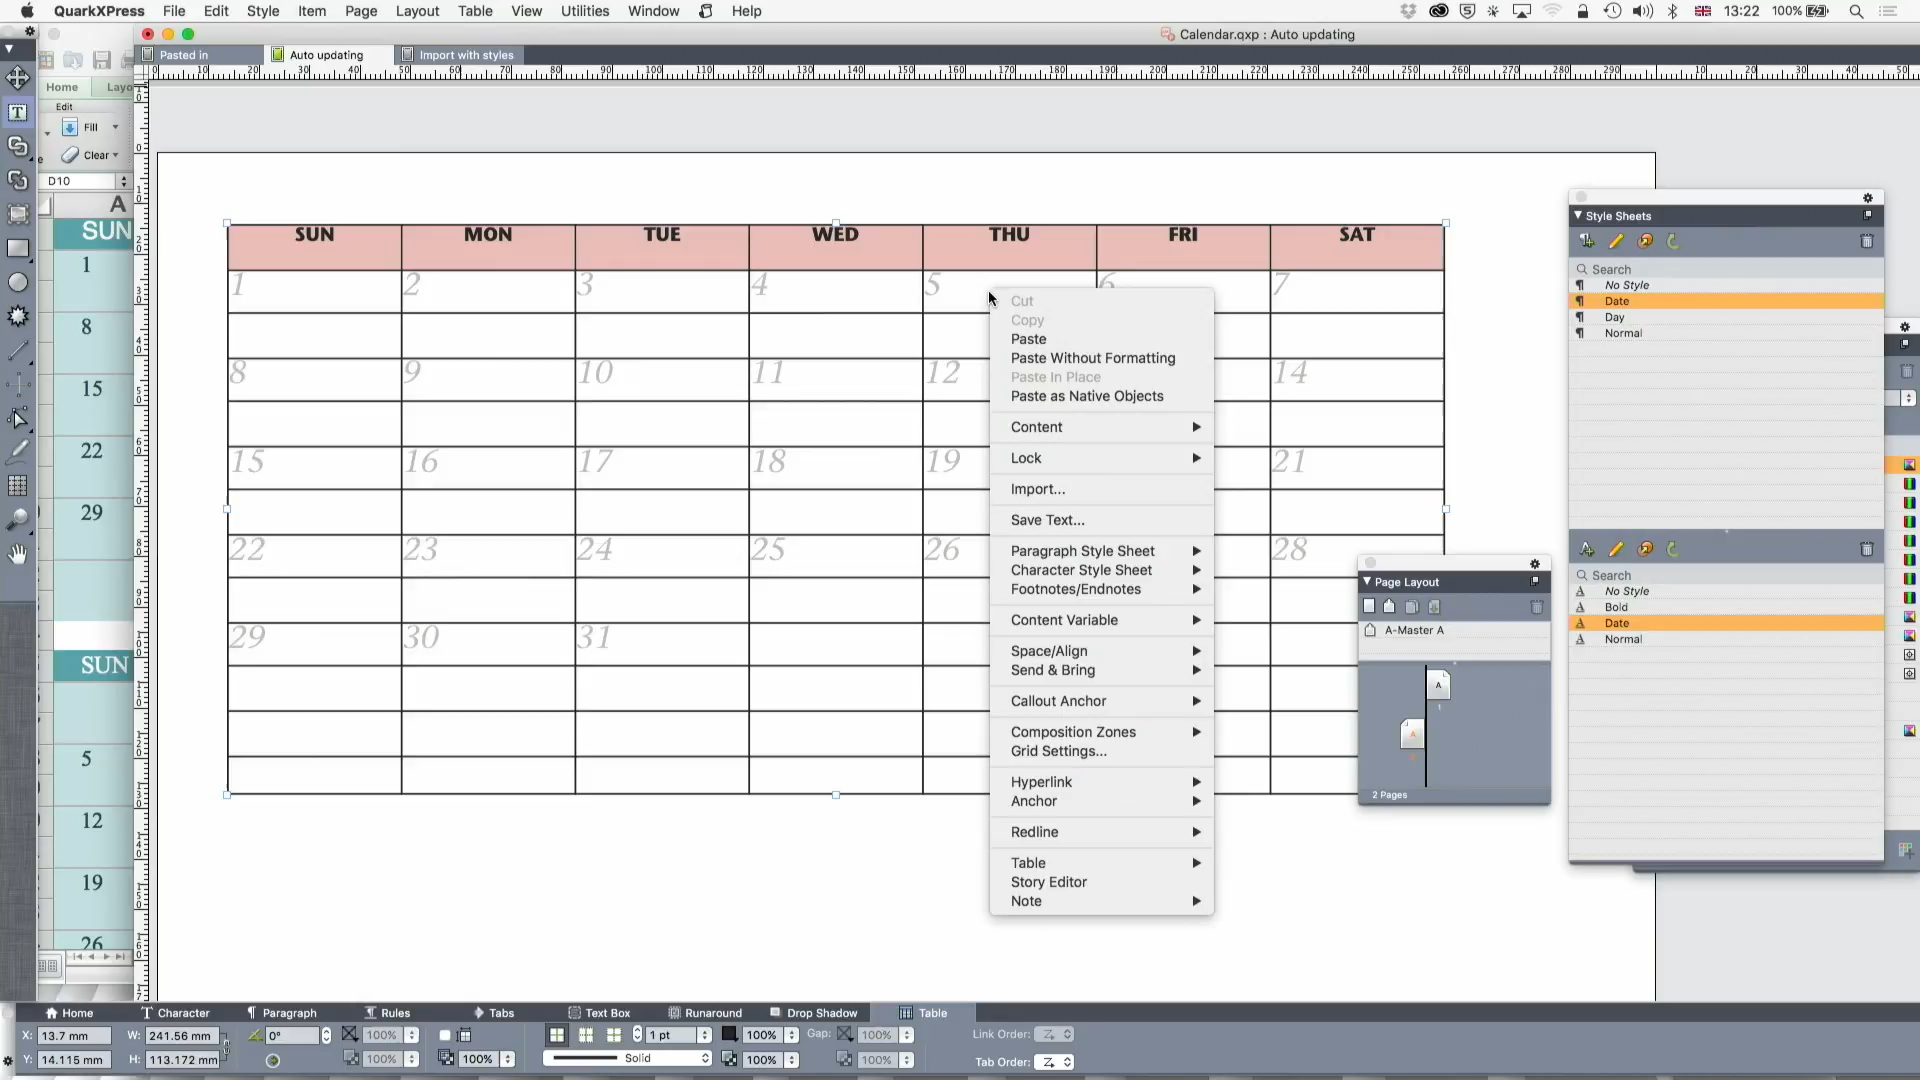 QuarkXPress File Edit Style Item Page Layout Table View Utilities Window Help 13:22 100%
Calendar.qxp : Auto updating
Pasted in Auto updating Import with styles
Home Layo
Edit
Fill
Clear
D10
A
SUN
1
8
15
22
29
SUN
5
12
19
26
SUN MON TUE WED THU FRI SAT
1 2 3 4 5 6 7
8 9 10 11 12 14
15 16 17 18 19 21
22 23 24 25 26 28
29 30 31
Cut
Copy
Paste
Paste Without Formatting
Paste In Place
Paste as Native Objects
Content
Lock
Import...
Save Text...
Paragraph Style Sheet
Character Style Sheet
Footnotes/Endnotes
Content Variable
Space/Align
Send & Bring
Callout Anchor
Composition Zones
Grid Settings...
Hyperlink
Anchor
Redline
Table
Story Editor
Note
Style Sheets
Search
No Style
Date
Day
Normal
Search
No Style
Bold
Date
Normal
Page Layout
A-Master A
A
1
A
2 Pages
Home Character Paragraph Rules Tabs Text Box Runaround Drop Shadow Table
X: 13.7 mm W: 241.56 mm 0° 100% 1 pt 100% Gap: 100% Link Order:
Y: 14.115 mm H: 113.172 mm 100% 100% Solid 100% 100% Tab Order: